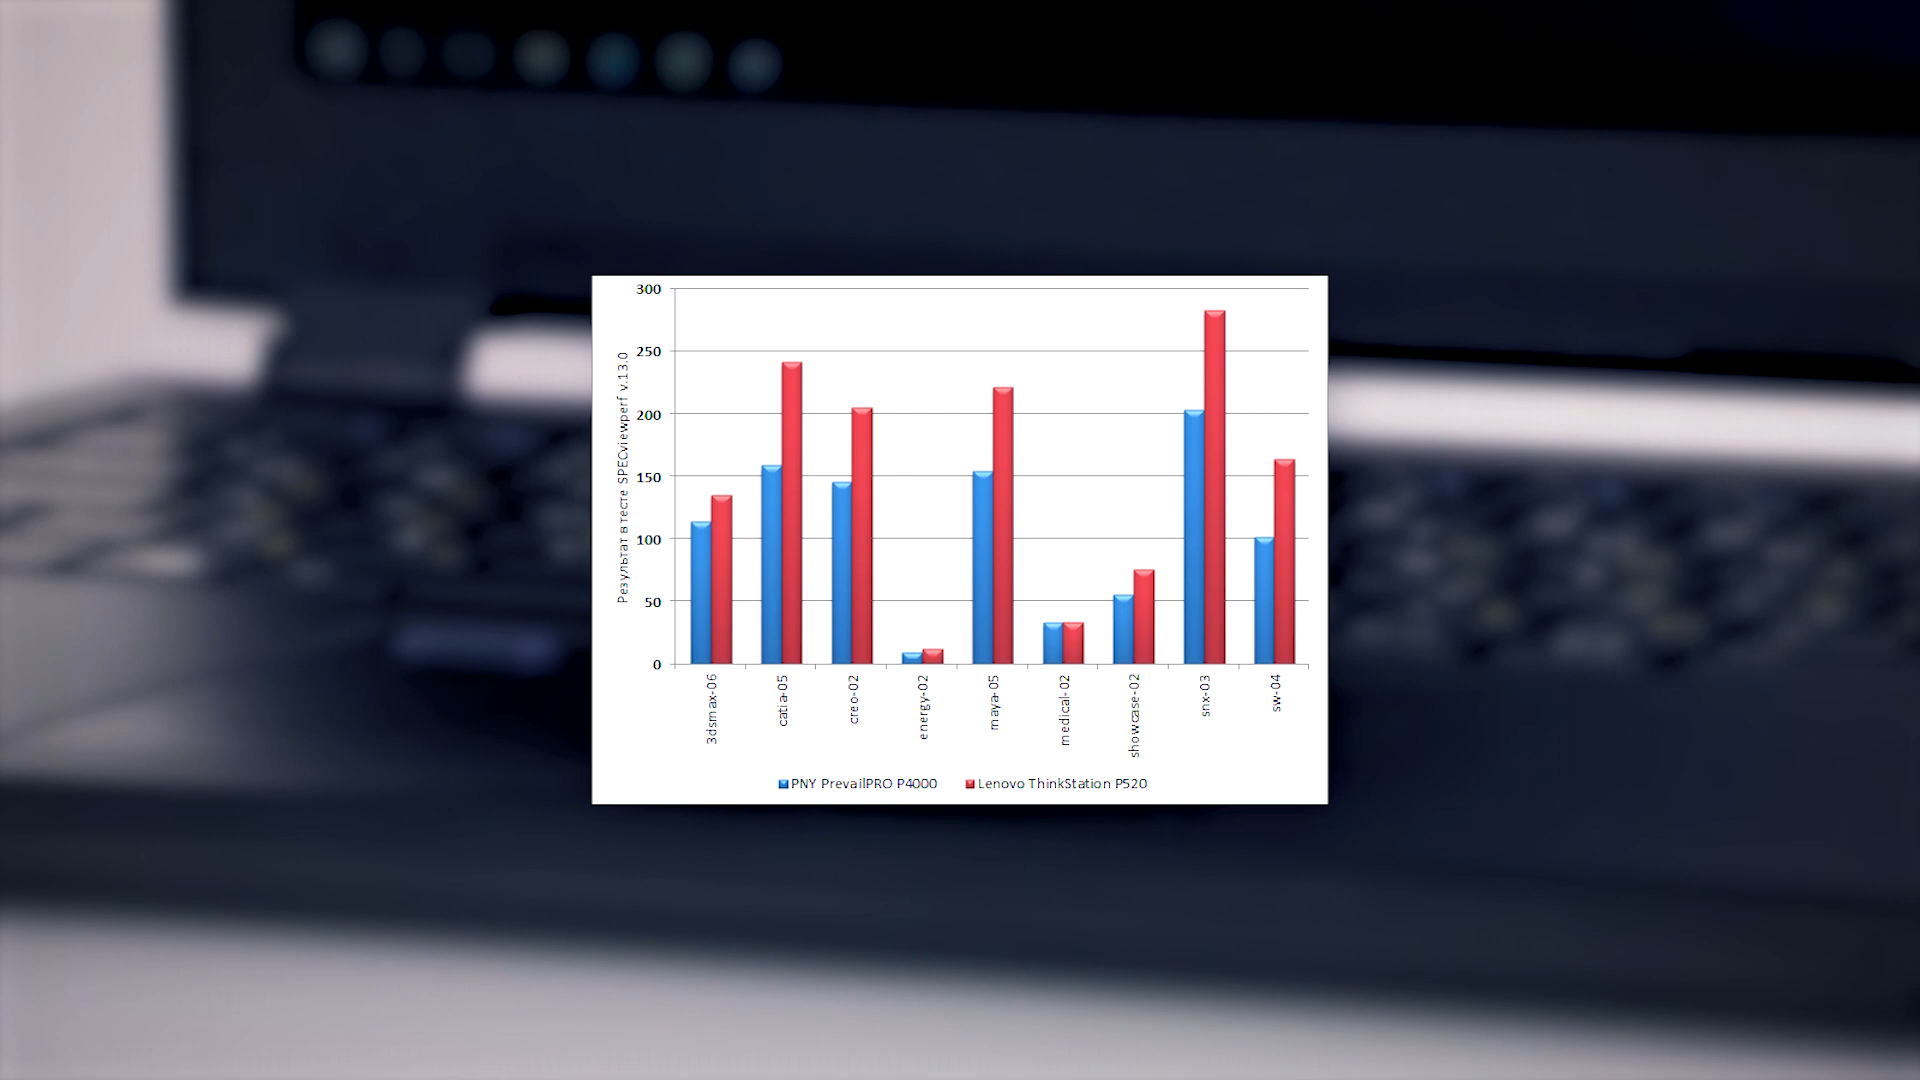 300
250
200
150
100
50
0
Результат в тесте SPECviewperf v.13.0
3dsmax-06
catia-05
creo-02
energy-02
maya-05
medical-02
showcase-02
snx-03
sw-04
PNY PrevailPRO P4000
Lenovo ThinkStation P520